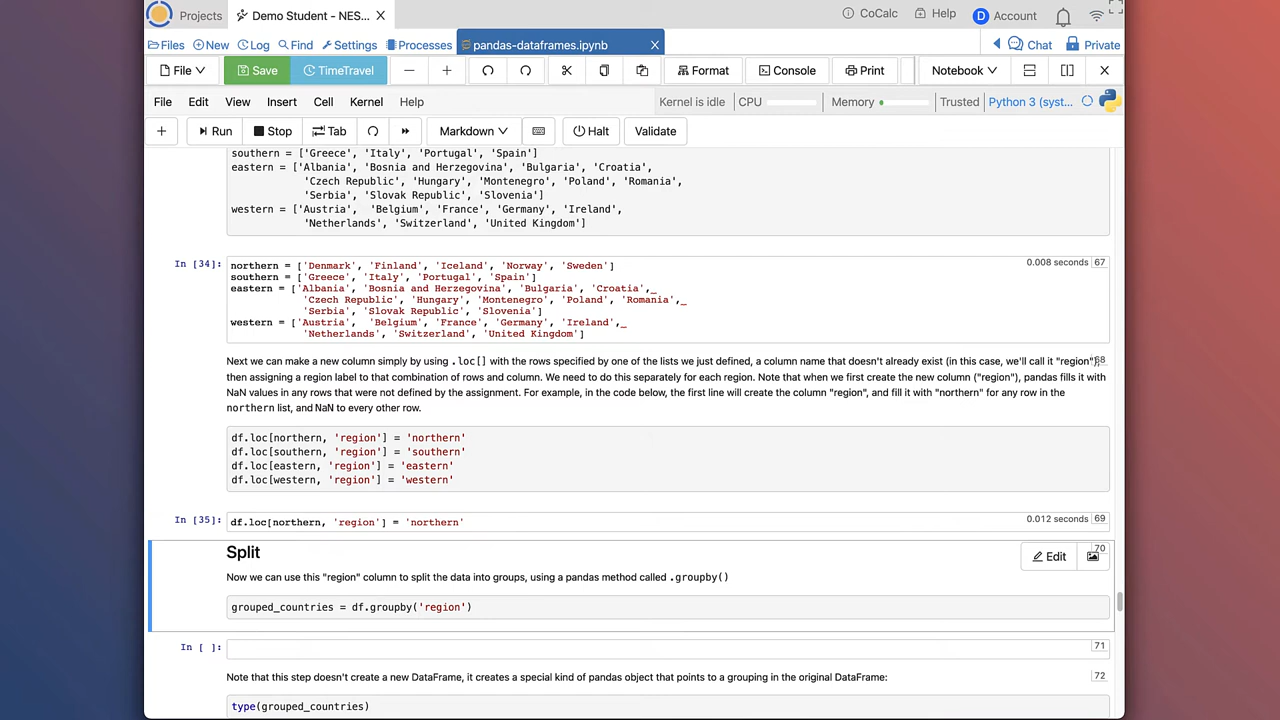 Projects
Demo Student - NES...
CoCalc
Help
D
Account
Files
New
Log
Find
Settings
Processes
pandas-dataframes.ipynb
Chat
Private
File
Save
TimeTravel
Format
Console
Print
Notebook
File
Edit
View
Insert
Cell
Kernel
Help
Kernel is idle
CPU
Memory
Trusted
Python 3 (syst...
Run
Stop
Tab
Markdown
Halt
Validate
southern = ['Greece', 'Italy', 'Portugal', 'Spain']
eastern = ['Albania', 'Bosnia and Herzegovina', 'Bulgaria', 'Croatia',
'Czech Republic', 'Hungary', 'Montenegro', 'Poland', 'Romania',
'Serbia', 'Slovak Republic', 'Slovenia']
western = ['Austria',  'Belgium', 'France', 'Germany', 'Ireland',
'Netherlands', 'Switzerland', 'United Kingdom']
In [34]:
0.008 seconds
67
northern = ['Denmark', 'Finland', 'Iceland', 'Norway', 'Sweden']
southern = ['Greece', 'Italy', 'Portugal', 'Spain']
eastern = ['Albania', 'Bosnia and Herzegovina', 'Bulgaria', 'Croatia',
'Czech Republic', 'Hungary', 'Montenegro', 'Poland', 'Romania',
'Serbia', 'Slovak Republic', 'Slovenia']
western = ['Austria',  'Belgium', 'France', 'Germany', 'Ireland',
'Netherlands', 'Switzerland', 'United Kingdom']
Next we can make a new column simply by using .loc[] with the rows specified by one of the lists we just defined, a column name that doesn't already exist (in this case, we'll call it "region"),
68
then assigning a region label to that combination of rows and column. We need to do this separately for each region. Note that when we first create the new column ("region"), pandas fills it with
NaN values in any rows that were not defined by the assignment. For example, in the code below, the first line will create the column "region", and fill it with "northern" for any row in the
northern list, and NaN to every other row.
df.loc[northern, 'region'] = 'northern'
df.loc[southern, 'region'] = 'southern'
df.loc[eastern, 'region'] = 'eastern'
df.loc[western, 'region'] = 'western'
In [35]:
df.loc[northern, 'region'] = 'northern'
0.012 seconds
69
Split
Edit
70
Now we can use this "region" column to split the data into groups, using a pandas method called .groupby()
grouped_countries = df.groupby('region')
In [ ]:
71
Note that this step doesn't create a new DataFrame, it creates a special kind of pandas object that points to a grouping in the original DataFrame:
72
type(grouped_countries)